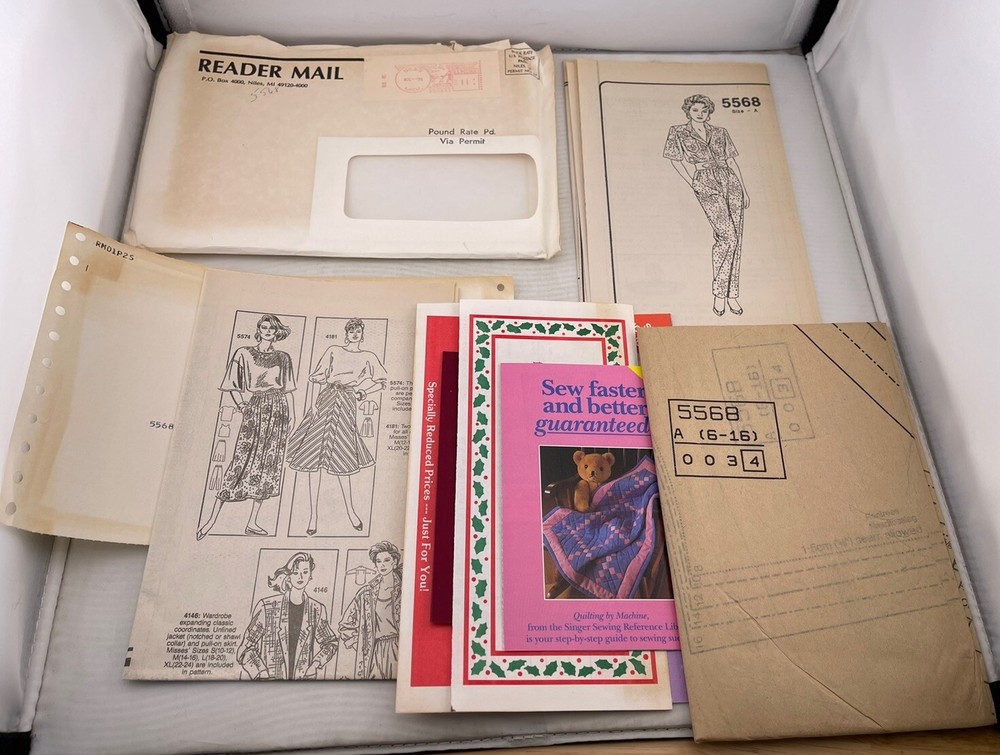 READER MAIL
P.O. Box 4000, Niles, MI 49120-4000
5568
Pound Rate Pd.
Via Permit
5568
Size - A
RM01P25
5568
5574
4181
5574:
4181:
4146
4146: Wardrobe
expanding classic
coordinates. Unlined
jacket (notched or shawl
collar) and pull-on skirt.
Misses' Sizes S(10-12),
M(14-16), L(18-20),
XL(22-24) are included
in pattern.
Specially Reduced Prices --- Just For You!
Sew faster
and better
guaranteed
Quilting by Machine,
from the Singer Sewing Reference
is your step-by-step guide to sewing
5568
A (6-16)
0 0 3 4